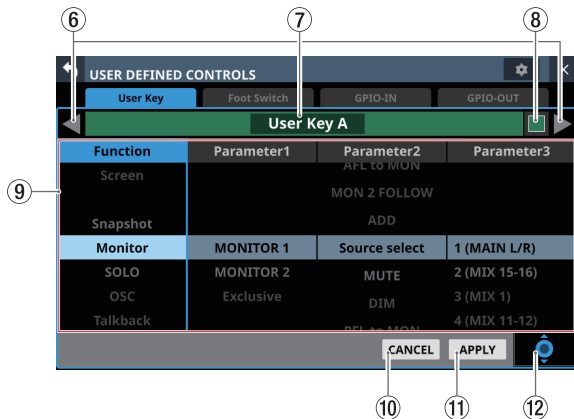 ⑥ ⑦ ⑧
USER DEFINED CONTROLS
User Key Foot Switch GPIO-IN GPIO-OUT
User Key A
⑨
Function Parameter1 Parameter2 Parameter3
AFL to MON
Screen
MON 2 FOLLOW
Snapshot ADD
Monitor MONITOR 1 Source select 1 (MAIN L/R)
SOLO MONITOR 2 MUTE 2 (MIX 15-16)
OSC Exclusive DIM 3 (MIX 1)
Talkback PFL to MON 4 (MIX 11-12)
CANCEL APPLY
⑩ ⑪ ⑫